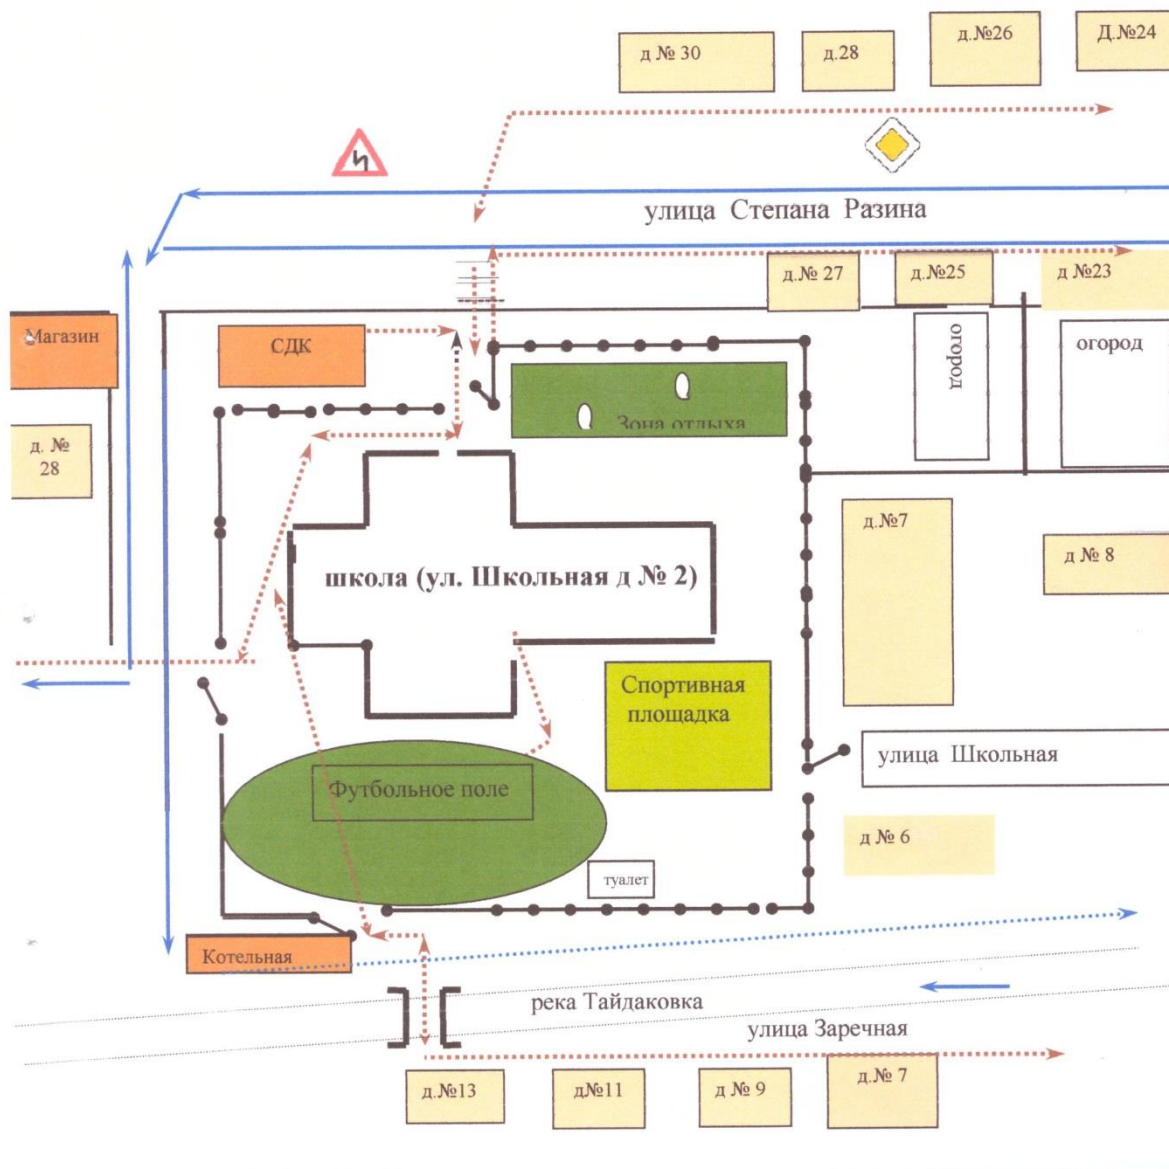 д № 30
д.28
д.№26
Д.№24
улица Степана Разина
д.№ 27
д.№25
д №23
Магазин
СДК
огород
огород
Зона отдыха
д. №
28
д.№7
д № 8
школа (ул. Школьная д № 2)
Спортивная
площадка
улица Школьная
Футбольное поле
д № 6
туалет
Котельная
река Тайдаковка
улица Заречная
д.№13
д№11
д № 9
д.№ 7